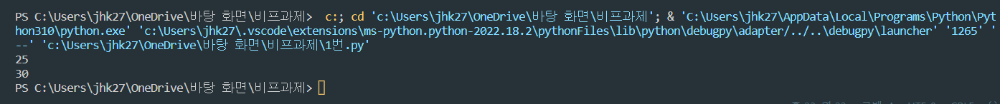 PS C:\Users\jhk27\OneDrive\바탕 화면\비프과제>  c:; cd 'c:\Users\jhk27\OneDrive\바탕 화면\비프과제'; & 'C:\Users\jhk27\AppData\Local\Programs\Python\Pyt
hon310\python.exe' 'c:\Users\jhk27\.vscode\extensions\ms-python.python-2022.18.2\pythonFiles\lib\python\debugpy\adapter/../..\debugpy\launcher' '1265' '
--' 'c:\Users\jhk27\OneDrive\바탕 화면\비프과제\1번.py'
25
30
PS C:\Users\jhk27\OneDrive\바탕 화면\비프과제>